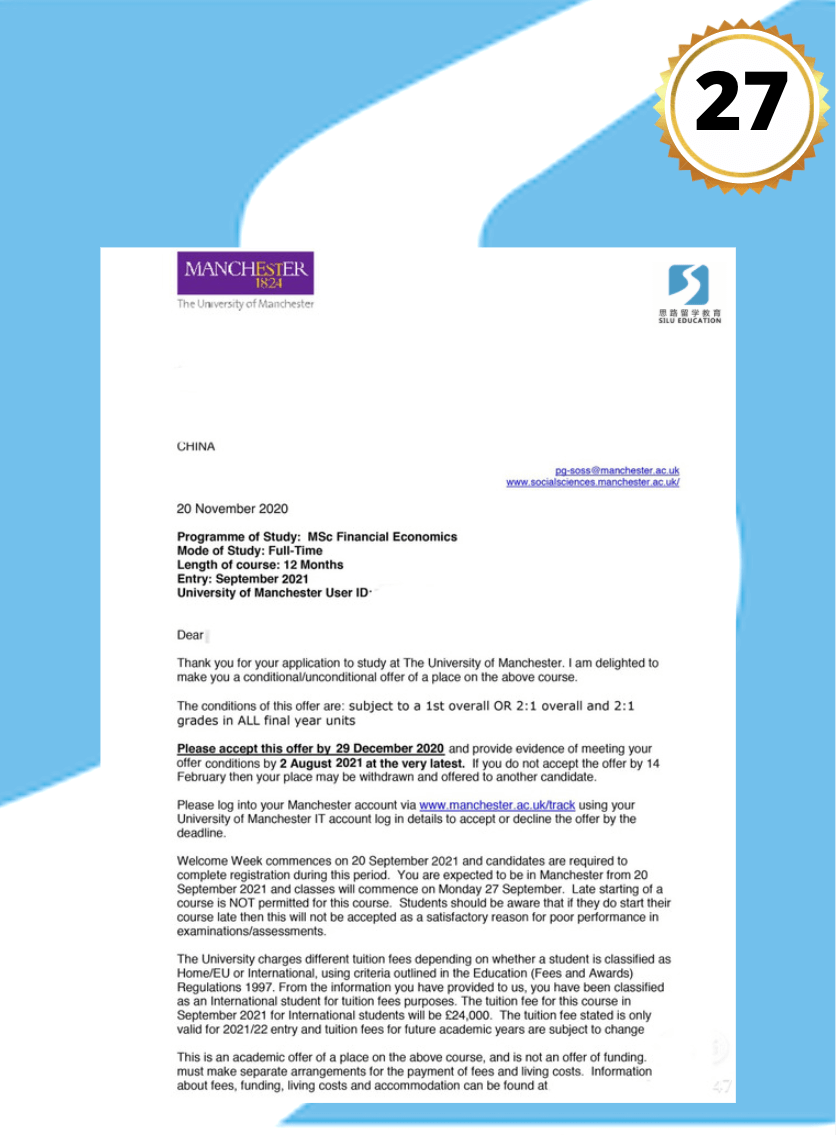 27
MANCHESTER
1824
The University of Manchester
思路留学教育
SILU EDUCATION
CHINA
pg-soss@manchester.ac.uk
www.socialsciences.manchester.ac.uk/
20 November 2020
Programme of Study: MSc Financial Economics
Mode of Study: Full-Time
Length of course: 12 Months
Entry: September 2021
University of Manchester User ID
Dear
Thank you for your application to study at The University of Manchester. I am delighted to
make you a conditional/unconditional offer of a place on the above course.
The conditions of this offer are: subject to a 1st overall OR 2:1 overall and 2:1
grades in ALL final year units
Please accept this offer by 29 December 2020 and provide evidence of meeting your
offer conditions by 2 August 2021 at the very latest. If you do not accept the offer by 14
February then your place may be withdrawn and offered to another candidate.
Please log into your Manchester account via www.manchester.ac.uk/track using your
University of Manchester IT account log in details to accept or decline the offer by the
deadline.
Welcome Week commences on 20 September 2021 and candidates are required to
complete registration during this period. You are expected to be in Manchester from 20
September 2021 and classes will commence on Monday 27 September. Late starting of a
course is NOT permitted for this course. Students should be aware that if they do start their
course late then this will not be accepted as a satisfactory reason for poor performance in
examinations/assessments.
The University charges different tuition fees depending on whether a student is classified as
Home/EU or International, using criteria outlined in the Education (Fees and Awards)
Regulations 1997. From the information you have provided to us, you have been classified
as an International student for tuition fees purposes. The tuition fee for this course in
September 2021 for International students will be £24,000. The tuition fee stated is only
valid for 2021/22 entry and tuition fees for future academic years are subject to change
This is an academic offer of a place on the above course, and is not an offer of funding.
must make separate arrangements for the payment of fees and living costs. Information
about fees, funding, living costs and accommodation can be found at